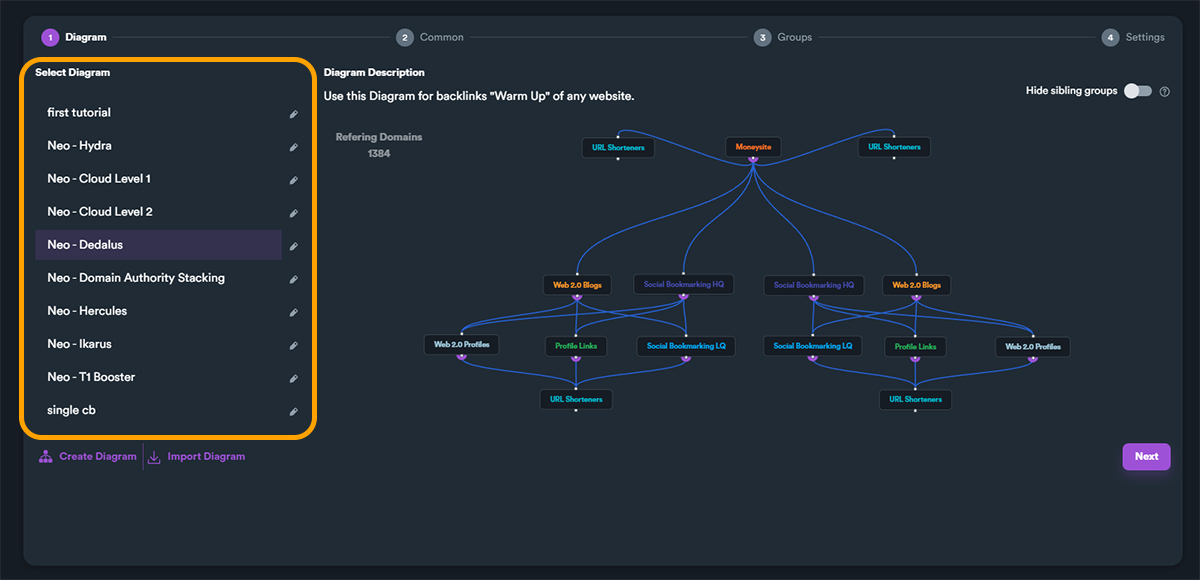 1 Diagram
2 Common
3 Groups
4 Settings
Select Diagram
first tutorial
Neo - Hydra
Neo - Cloud Level 1
Neo - Cloud Level 2
Neo - Dedalus
Neo - Domain Authority Stacking
Neo - Hercules
Neo - Ikarus
Neo - T1 Booster
single cb
Create Diagram
Import Diagram
Diagram Description
Use this Diagram for backlinks "Warm Up" of any website.
Hide sibling groups
?
Refering Domains
1384
URL Shorteners
Moneysite
URL Shorteners
Web 2.0 Blogs
Social Bookmarking HQ
Social Bookmarking HQ
Web 2.0 Blogs
Web 2.0 Profiles
Profile Links
Social Bookmarking LQ
Social Bookmarking LQ
Profile Links
Web 2.0 Profiles
URL Shorteners
URL Shorteners
Next